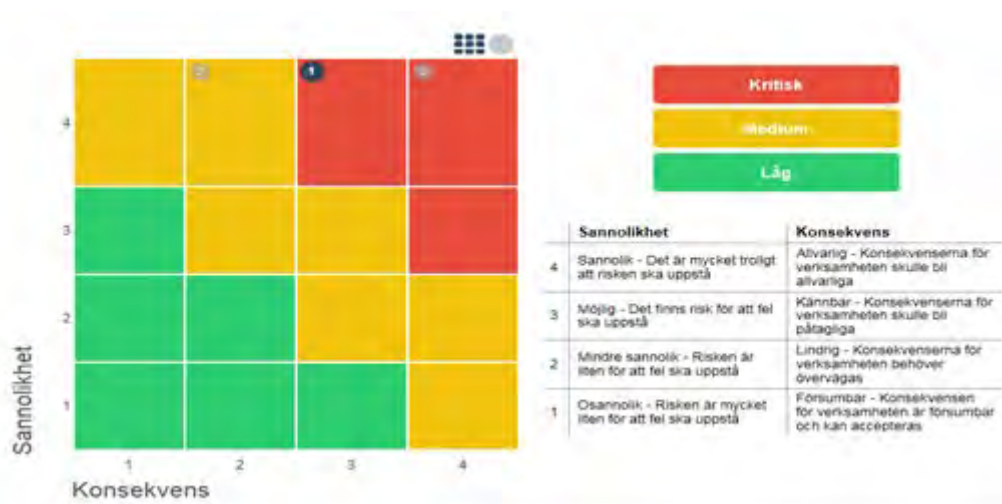 1
Kritisk
Medium
Låg
4
3
2
1
Sannolikhet
1
2
3
4
Konsekvens
Sannolikhet
Konsekvens
4
Sannolik - Det är mycket troligt
att risken ska uppstå
Allvarlig - Konsekvenserna för
verksamheten skulle bli
allvarliga
3
Möjlig - Det finns risk för att fel
ska uppstå
Kännbar - Konsekvenserna för
verksamheten skulle bli
påtagliga
2
Mindre sannolik - Risken är
liten för att fel ska uppstå
Lindrig - Konsekvenserna för
verksamheten behöver
övervägas
1
Osannolik - Risken är mycket
liten för att fel ska uppstå
Försumbar - Konsekvensen
för verksamheten är försumbar
och kan accepteras